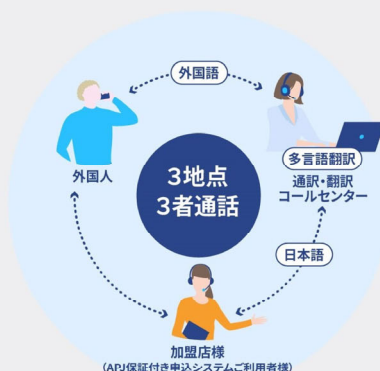 外国語
外国人
3地点
3者通話
多言語翻訳
通訳・翻訳
コールセンター
日本語
加盟店様
(APJ保証付き申込システムご利用者様)